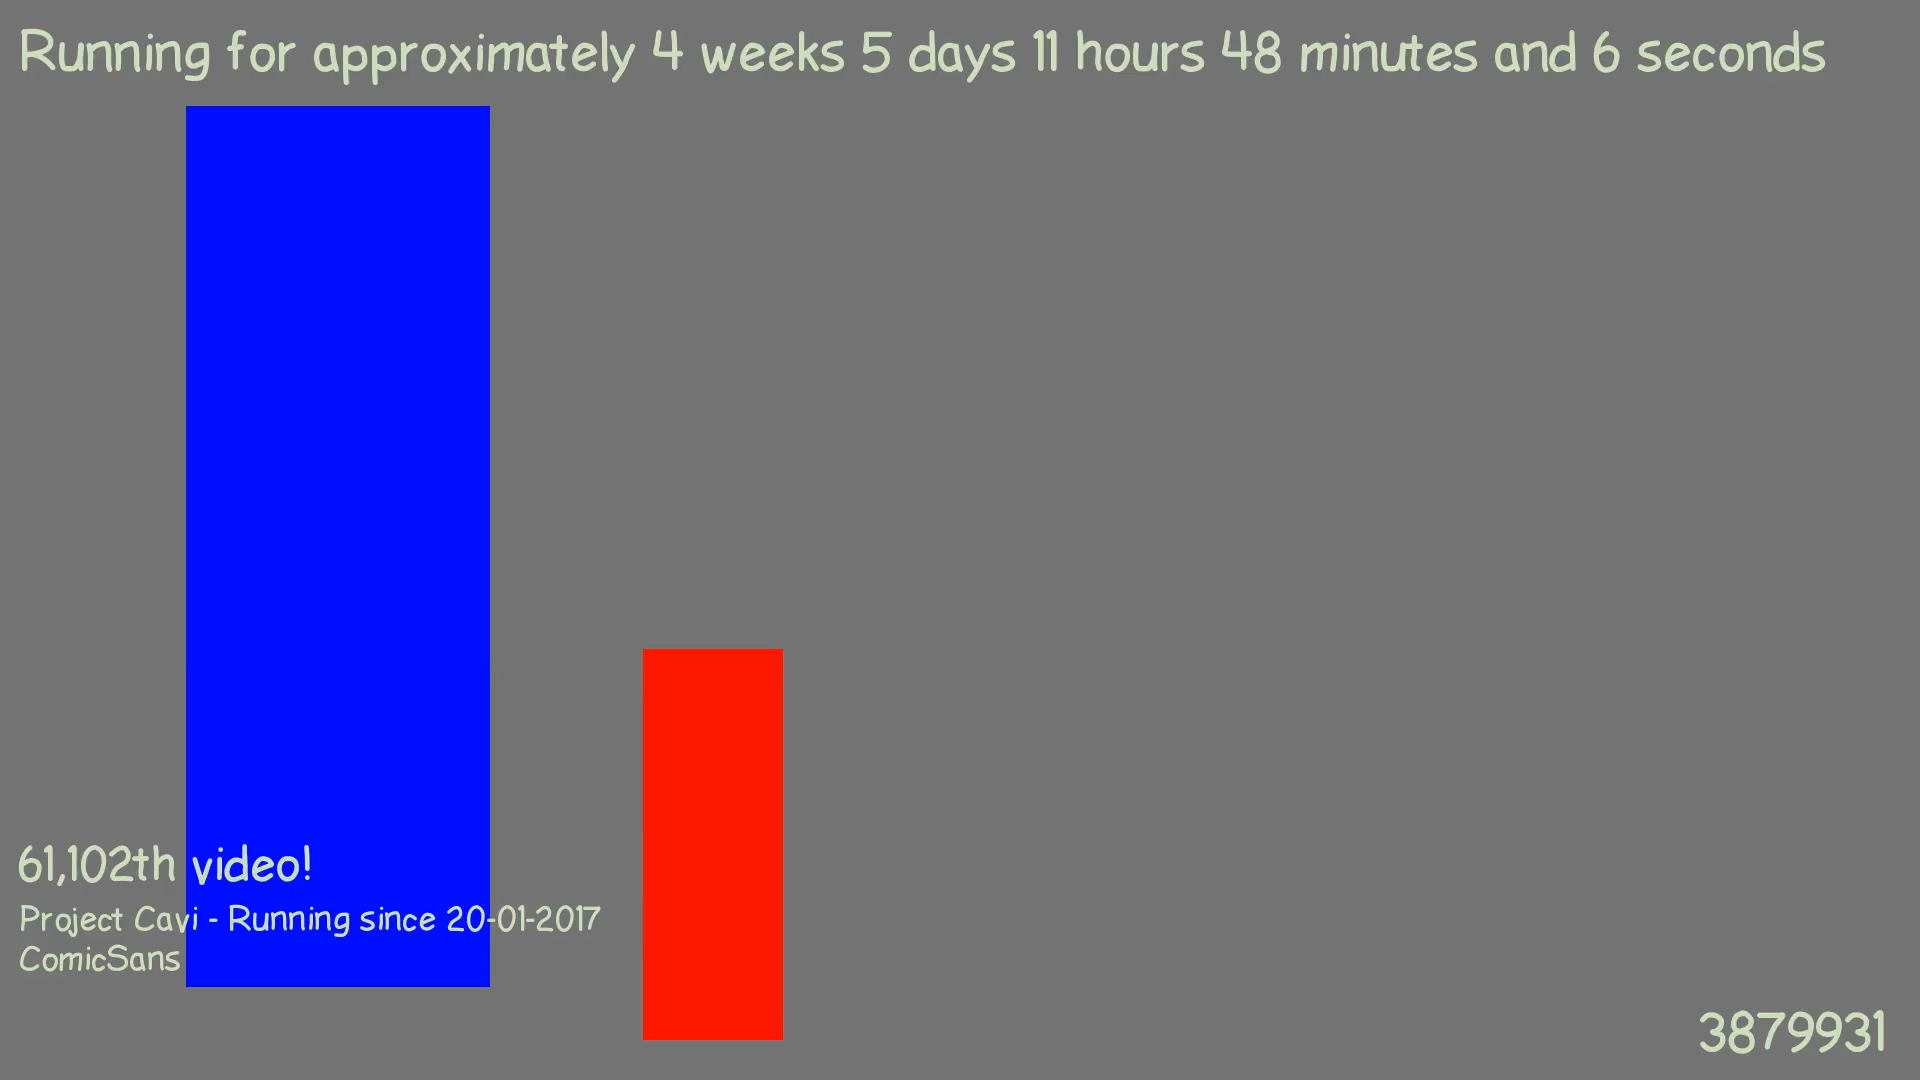 Running for approximately 4 weeks 5 days 11 hours 48 minutes and 6 seconds
61,102th video!
Project Cavi - Running since 20-01-2017
ComicSans
3879931